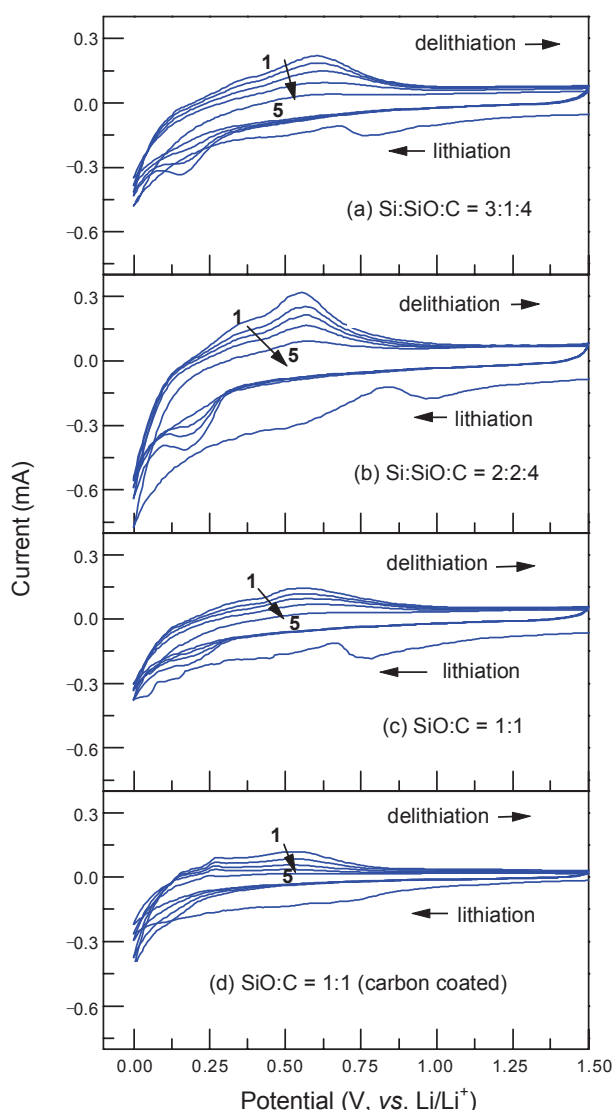 0.3
delithiation
1
0.0
5
−0.3
lithiation
(a) Si:SiO:C = 3:1:4
−0.6
0.3
delithiation
1
5
0.0
−0.3
lithiation
(b) Si:SiO:C = 2:2:4
−0.6
0.3
delithiation
1
0.0
5
−0.3
lithiation
(c) SiO:C = 1:1
−0.6
0.3
delithiation
1
0.0
5
lithiation
−0.3
(d) SiO:C = 1:1 (carbon coated)
−0.6
Current (mA)
0.00 0.25 0.50 0.75 1.00 1.25 1.50
Potential (V, vs. Li/Li⁺)